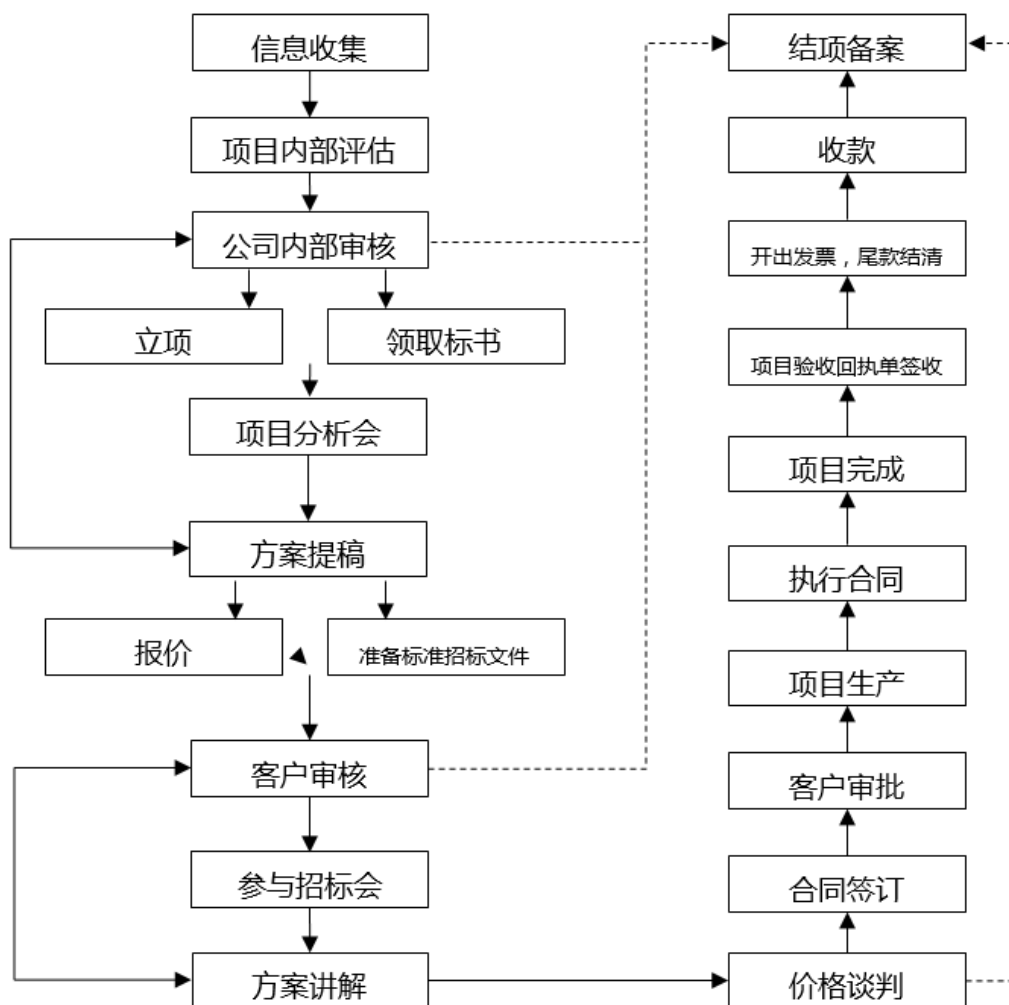 信息收集
项目内部评估
公司内部审核
立项
领取标书
项目分析会
方案提稿
报价
准备标准招标文件
客户审核
参与招标会
方案讲解
结项备案
收款
开出发票，尾款结清
项目验收回执单签收
项目完成
执行合同
项目生产
客户审批
合同签订
价格谈判